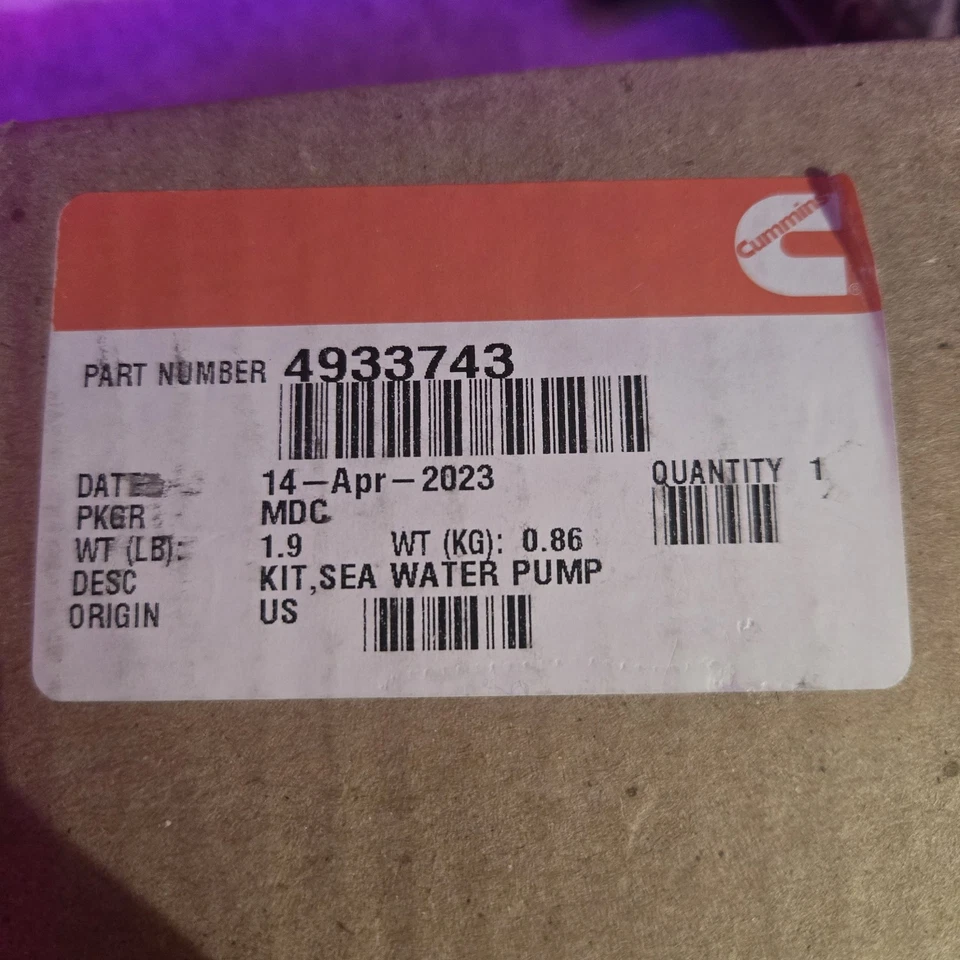 Cummins
PART NUMBER 4933743
DATE 14-Apr-2023 QUANTITY 1
PKGR MDC
WT (LB): 1.9 WT (KG): 0.86
DESC KIT,SEA WATER PUMP
ORIGIN US